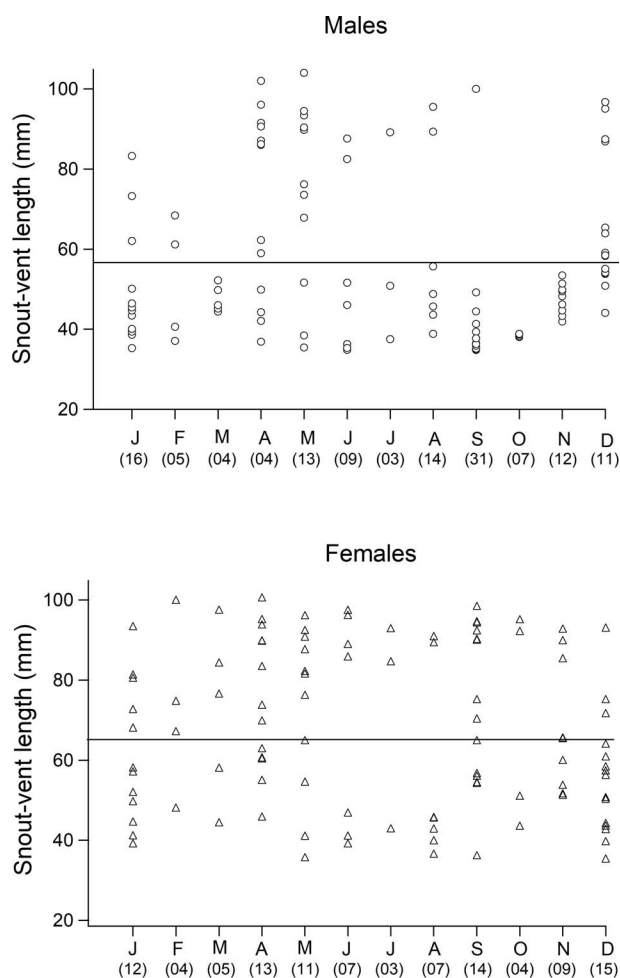 Males
Snout-vent length (mm)
100
80
60
40
20
J F M A M J J A S O N D
(16) (05) (04) (04) (13) (09) (03) (14) (31) (07) (12) (11)
Females
Snout-vent length (mm)
100
80
60
40
20
J F M A M J J A S O N D
(12) (04) (05) (13) (11) (07) (03) (07) (14) (04) (09) (15)